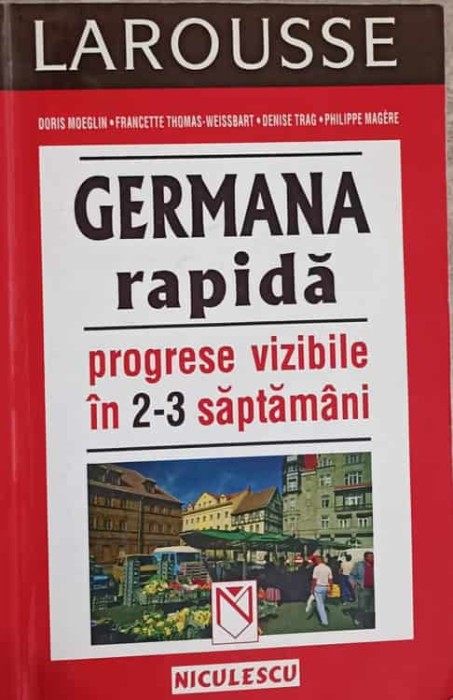 LAROUSSE
DORIS MOEGLIN • FRANCETTE THOMAS-WEISSBART • DENISE TRAG • PHILIPPE MAGÈRE
GERMANA
rapidă
progrese vizibile
în 2-3 săptămâni
N
NICULESCU